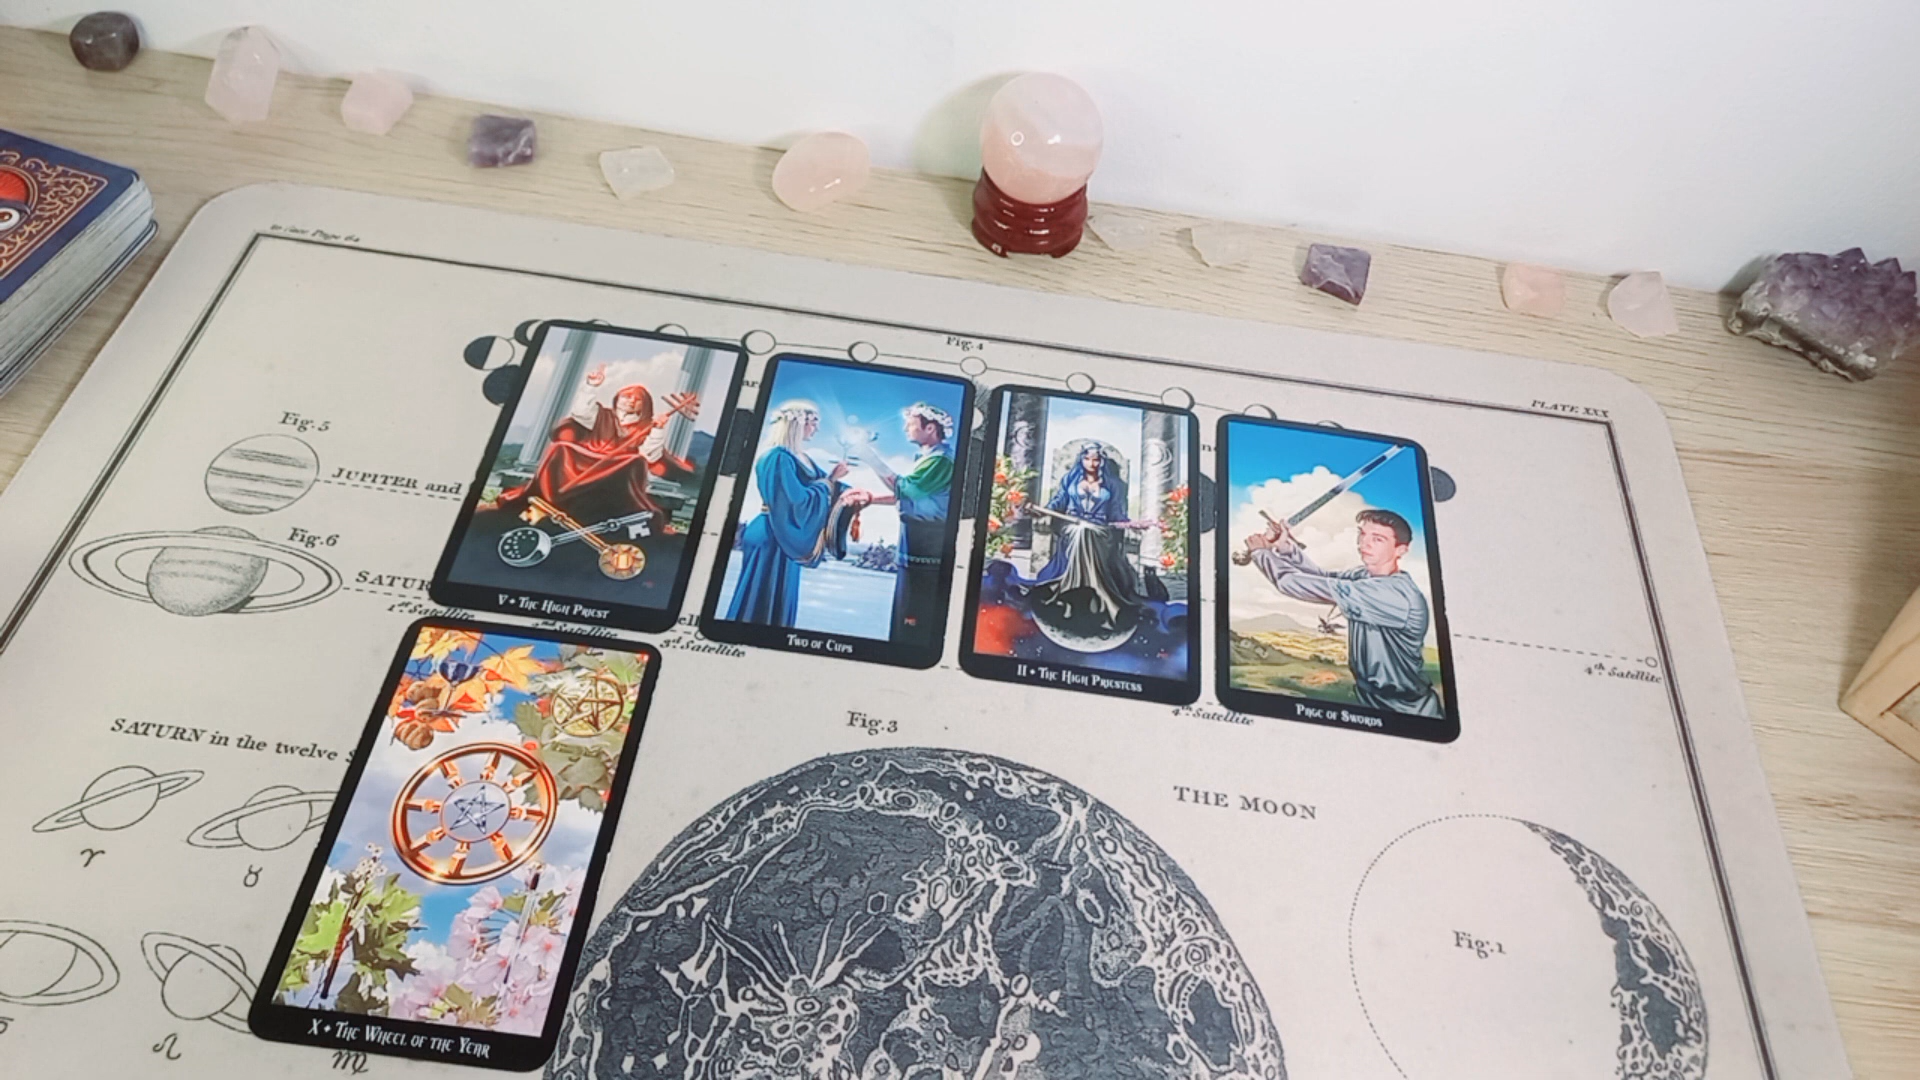 PLATE XXX
Fig.4
Fig.5
JUPITER and
Fig.6
V • THE HIGH PRIEST
TWO OF CUPS
II • THE HIGH PRIESTESS
PAGE OF SWORDS
1st Satellite
2nd Satellite
3d Satellite
4th Satellite
4th Satellite
Fig.3
SATURN in the twelve
THE MOON
Fig.1
X • THE WHEEL OF THE YEAR
♈
♉
♌
♍